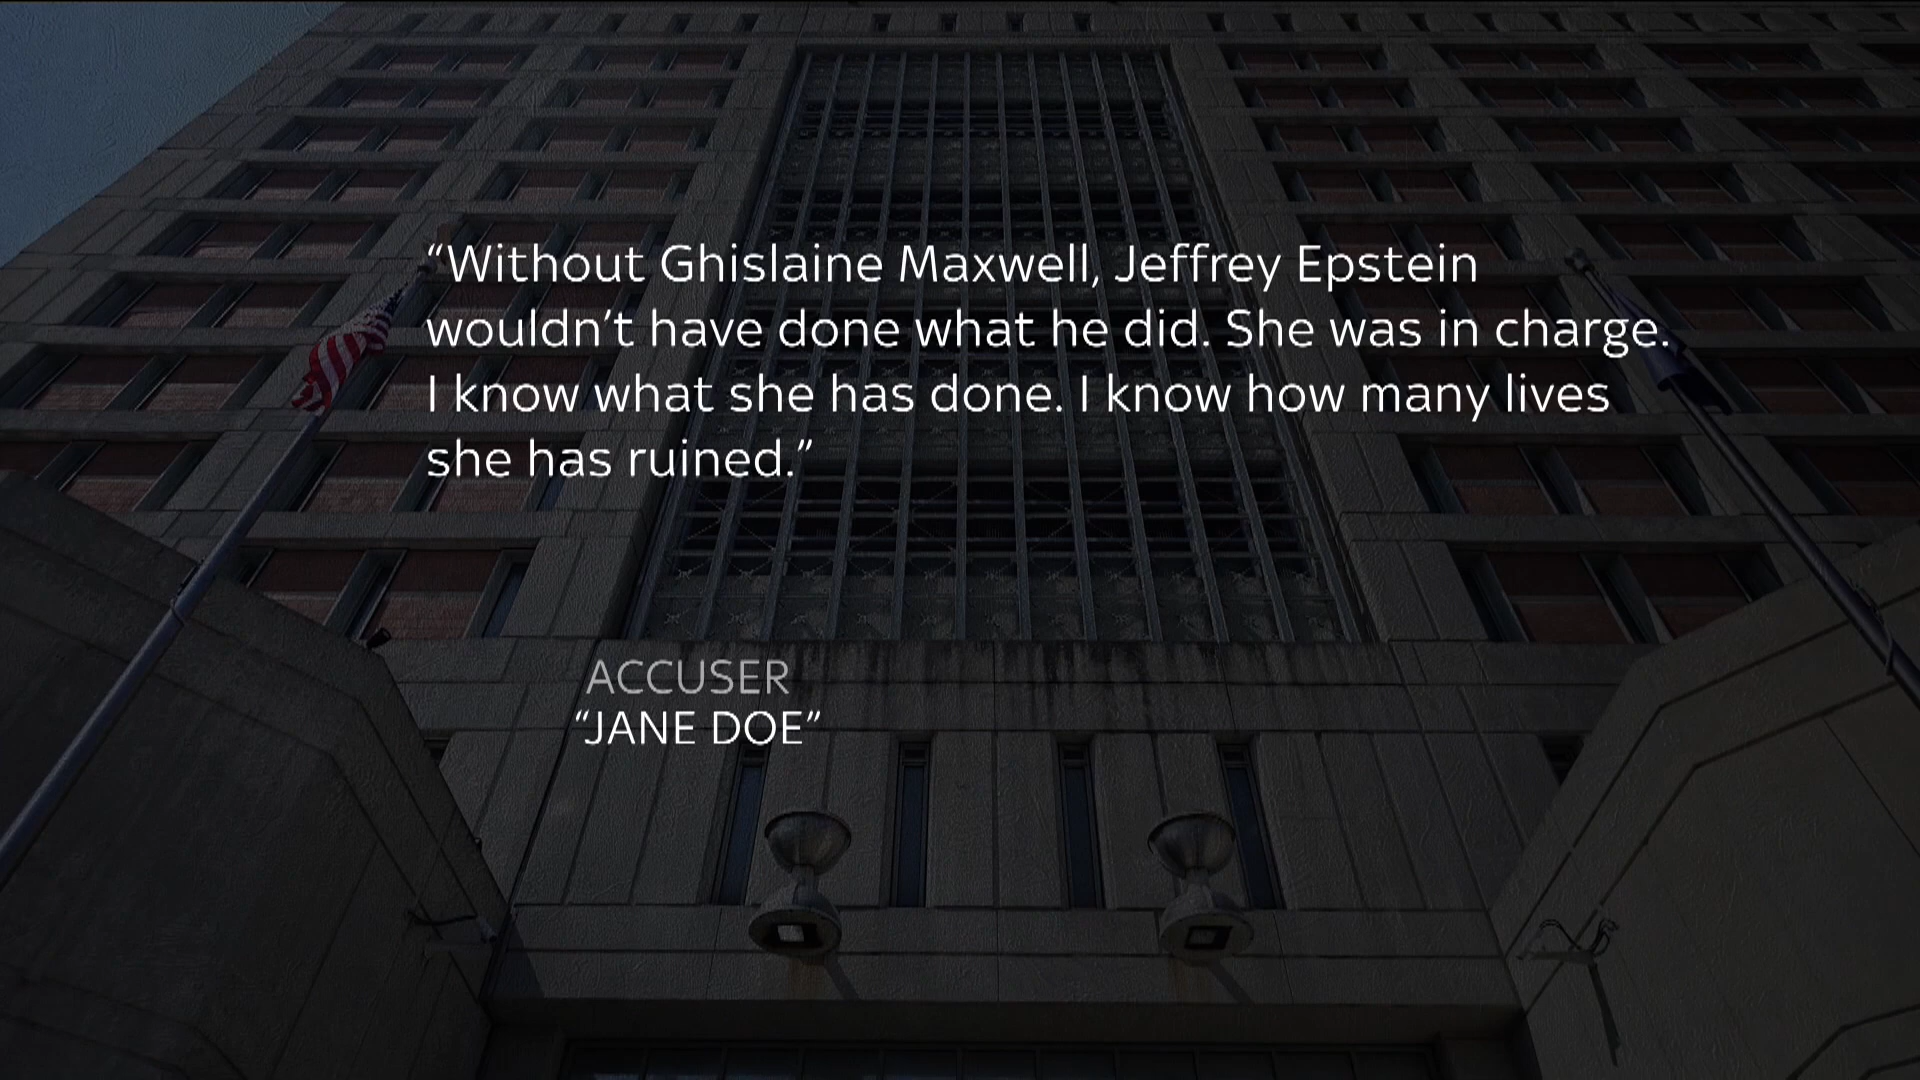 “Without Ghislaine Maxwell, Jeffrey Epstein
wouldn’t have done what he did. She was in charge.
I know what she has done. I know how many lives
she has ruined.”
ACCUSER
“JANE DOE”